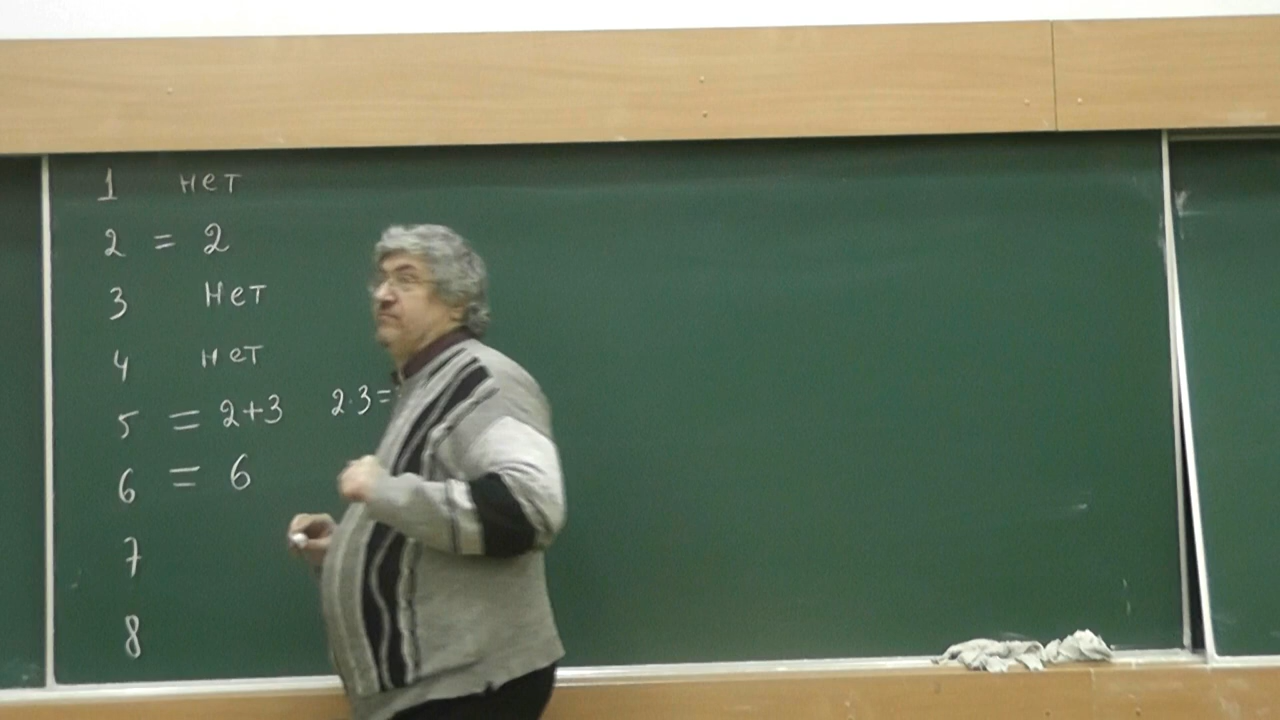 1 нет
2 = 2
3 Нет
4 нет
5 = 2+3 2·3=
6 = 6
7
8